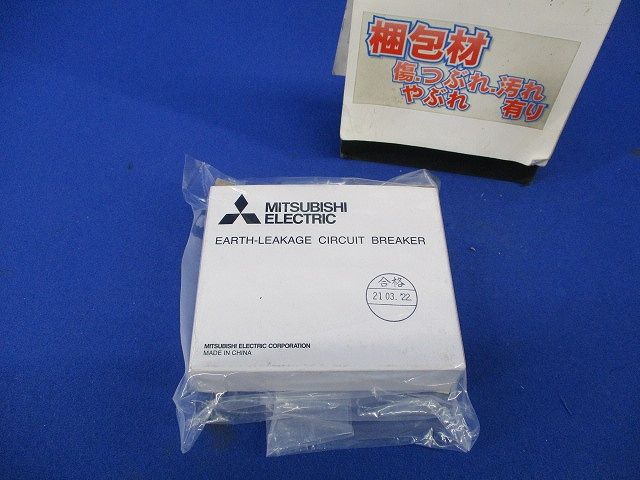 梱包材
傷.つぶれ.汚れ
やぶれ 有り
MITSUBISHI
ELECTRIC
EARTH-LEAKAGE CIRCUIT BREAKER
合格
21 03.'22
MITSUBISHI ELECTRIC CORPORATION
MADE IN CHINA